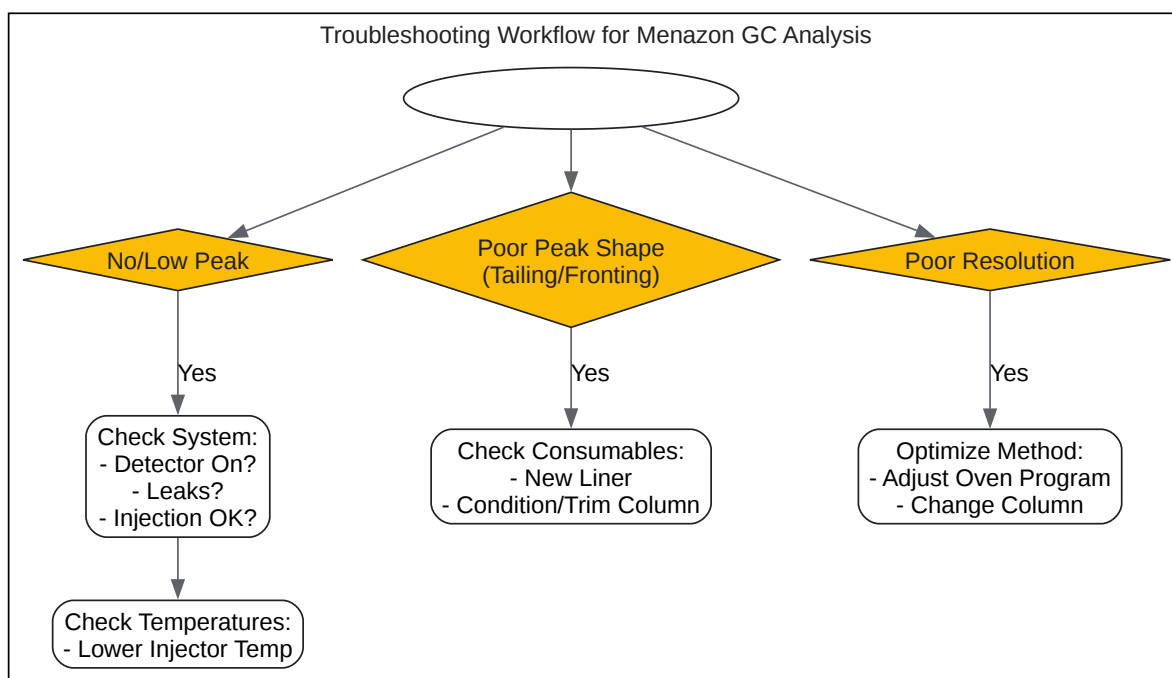 Troubleshooting Workflow for Menazon GC Analysis
No/Low Peak
Poor Peak Shape
(Tailing/Fronting)
Poor Resolution
Yes
Yes
Yes
Check System:
- Detector On?
- Leaks?
- Injection OK?
Check Consumables:
- New Liner
- Condition/Trim Column
Optimize Method:
- Adjust Oven Program
- Change Column
Check Temperatures:
- Lower Injector Temp